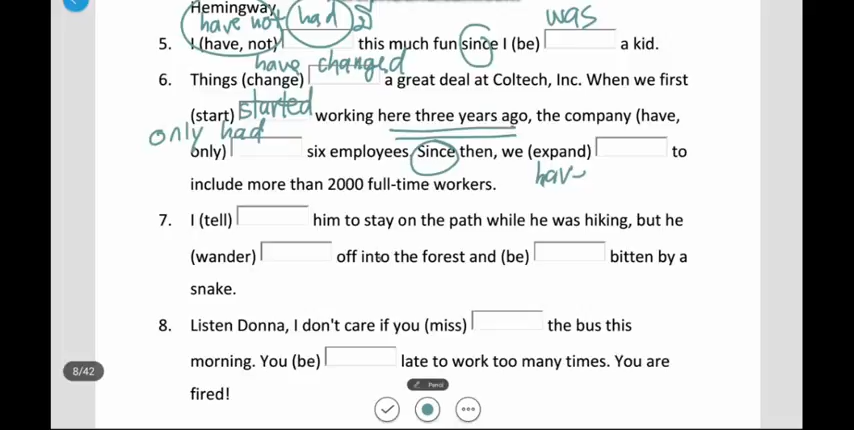 Hemingway.
have not had V3 was
5. I (have, not) this much fun since I (be) a kid.
have changed
6. Things (change) a great deal at Coltech, Inc. When we first
(start) started working here three years ago, the company (have,
only had
only) six employees. Since then, we (expand) to
include more than 2000 full-time workers. hav
7. I (tell) him to stay on the path while he was hiking, but he
(wander) off into the forest and (be) bitten by a
snake.
8. Listen Donna, I don't care if you (miss) the bus this
morning. You (be) late to work too many times. You are
8/42
Pencil
fired!